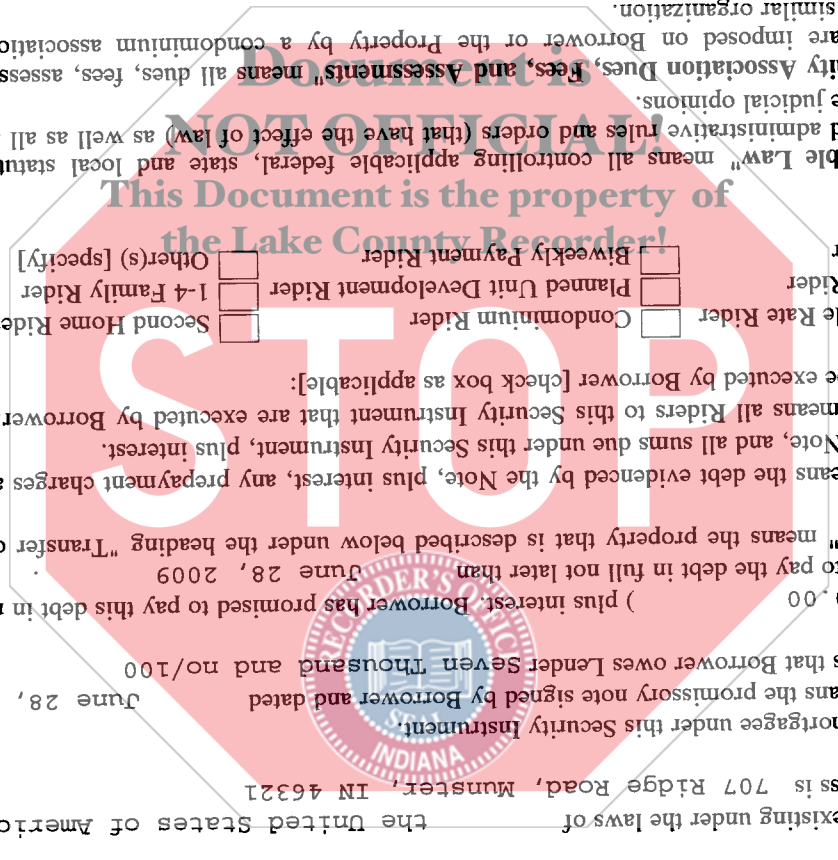 existing under the laws of the United States of Americ
ss is 707 Ridge Road, Munster, IN 46321
ortgagee under this Security Instrument.
ans the promissory note signed by Borrower and dated June 28,
s that Borrower owes Lender Seven Thousand and no/100
.00 ) plus interest. Borrower has promised to pay this debt in
to pay the debt in full not later than June 28, 2009 .
" means the property that is described below under the heading "Transfer
eans the debt evidenced by the Note, plus interest, any prepayment charges
Note, and all sums due under this Security Instrument, plus interest.
means all Riders to this Security Instrument that are executed by Borrower.
be executed by Borrower [check box as applicable]:
le Rate Rider Condominium Rider Second Home Ride
Rider Planned Unit Development Rider 1-4 Family Rider
r Biweekly Payment Rider Other(s) [specify]
ble Law" means all controlling applicable federal, state and local statut
d administrative rules and orders (that have the effect of law) as well as all
e judicial opinions.
ity Association Dues, Fees, and Assessments" means all dues, fees, assess
are imposed on Borrower or the Property by a condominium associatio
similar organization.
Document is
NOT OFFICIAL!
This Document is the property of
the Lake County Recorder!
STOP
RECORDER'S OFFICE
SEAL
INDIANA